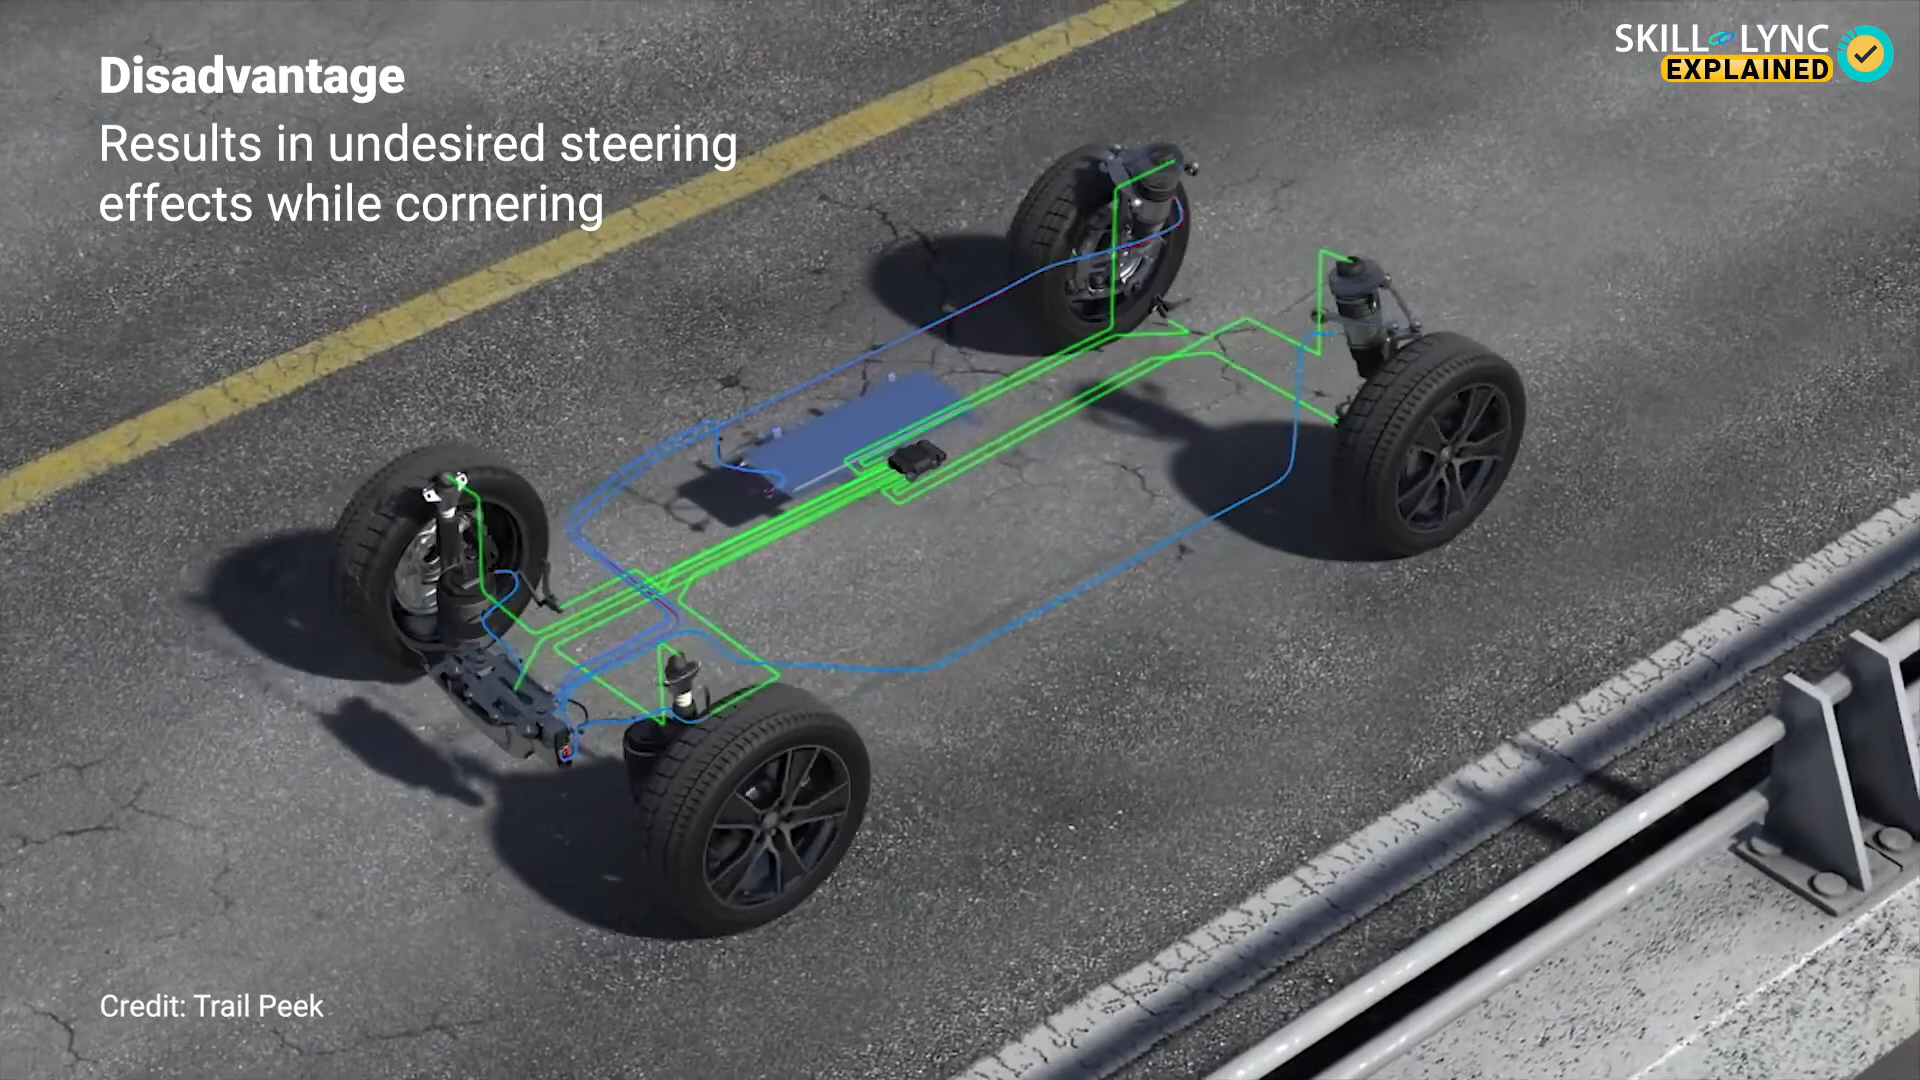 Disadvantage
Results in undesired steering
effects while cornering
SKILL LYNC
EXPLAINED
Credit: Trail Peek